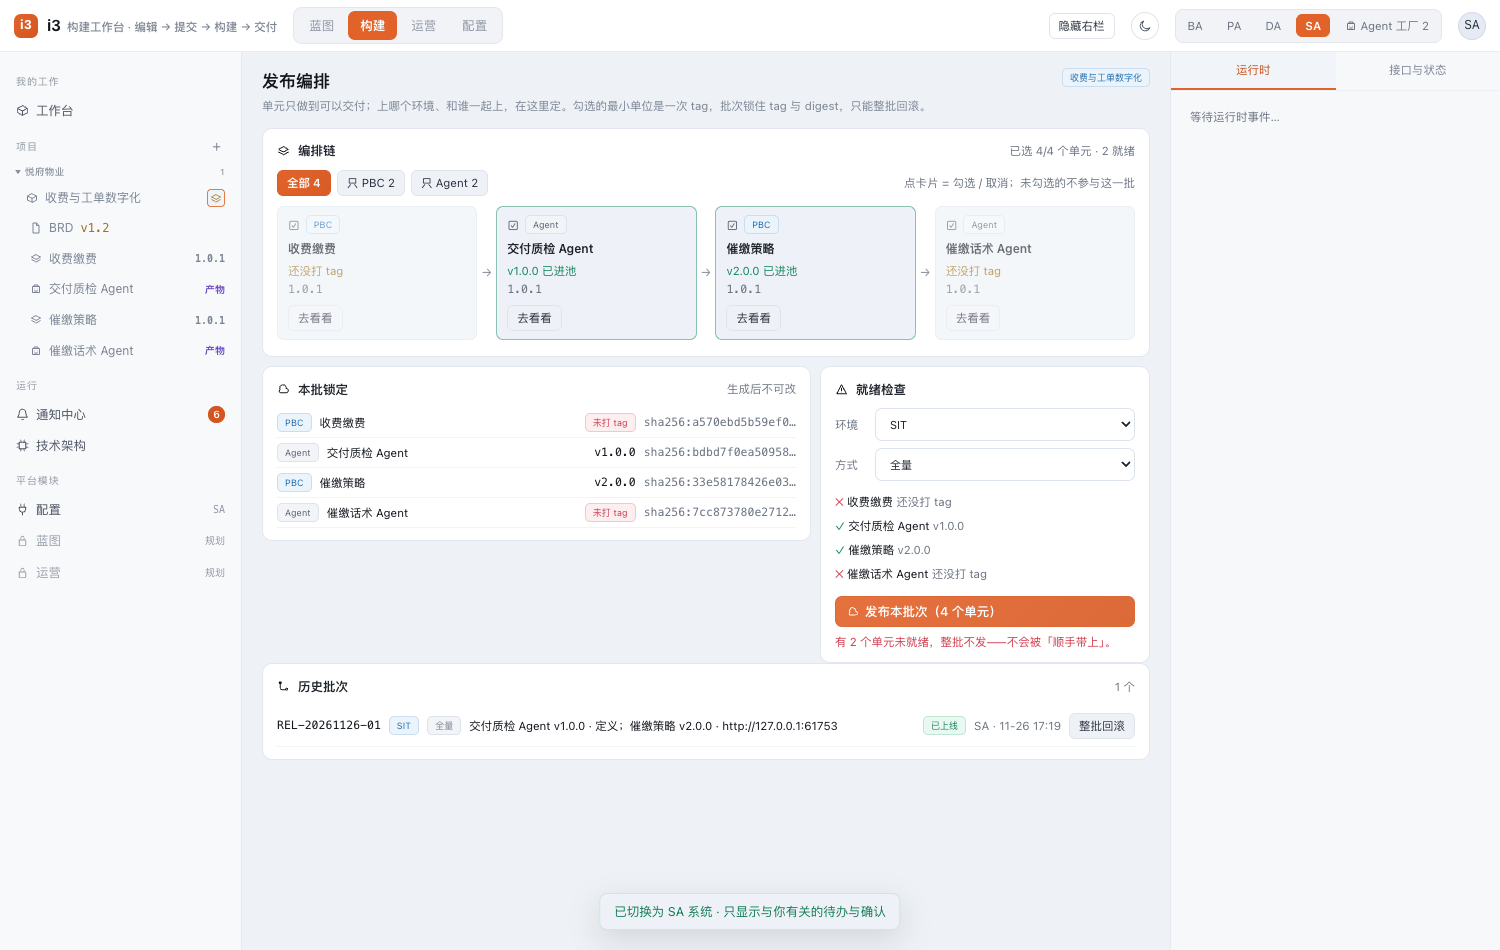 i3 i3 构建工作台 · 编辑 → 提交 → 构建 → 交付 蓝图 构建 运营 配置 隐藏右栏 BA PA DA SA Agent 工厂 2 SA
我的工作
工作台
项目 +
悦府物业 1
收费与工单数字化
BRD v1.2
收费缴费 1.0.1
交付质检 Agent 产物
催缴策略 1.0.1
催缴话术 Agent 产物
运行
通知中心 6
技术架构
平台模块
配置 SA
蓝图 规划
运营 规划
发布编排 收费与工单数字化
单元只做到可以交付；上哪个环境、和谁一起上，在这里定。勾选的最小单位是一次 tag，批次锁住 tag 与 digest，只能整批回滚。
编排链 已选 4/4 个单元 · 2 就绪
全部 4 只 PBC 2 只 Agent 2 点卡片 = 勾选 / 取消；未勾选的不参与这一批
PBC
收费缴费
还没打 tag
1.0.1
去看看
→
Agent
交付质检 Agent
v1.0.0 已进池
1.0.1
去看看
→
PBC
催缴策略
v2.0.0 已进池
1.0.1
去看看
→
Agent
催缴话术 Agent
还没打 tag
1.0.1
去看看
本批锁定 生成后不可改
PBC 收费缴费 未打 tag sha256:a570ebd5b59ef0…
Agent 交付质检 Agent v1.0.0 sha256:bdbd7f0ea50958…
PBC 催缴策略 v2.0.0 sha256:33e58178426e03…
Agent 催缴话术 Agent 未打 tag sha256:7cc873780e2712…
就绪检查
环境 SIT
方式 全量
✕ 收费缴费 还没打 tag
✓ 交付质检 Agent v1.0.0
✓ 催缴策略 v2.0.0
✕ 催缴话术 Agent 还没打 tag
发布本批次（4 个单元）
有 2 个单元未就绪，整批不发——不会被「顺手带上」。
历史批次 1 个
REL-20261126-01 SIT 全量 交付质检 Agent v1.0.0 · 定义；催缴策略 v2.0.0 · http://127.0.0.1:61753 已上线 SA · 11-26 17:19 整批回滚
运行时 接口与状态
等待运行时事件…
已切换为 SA 系统 · 只显示与你有关的待办与确认